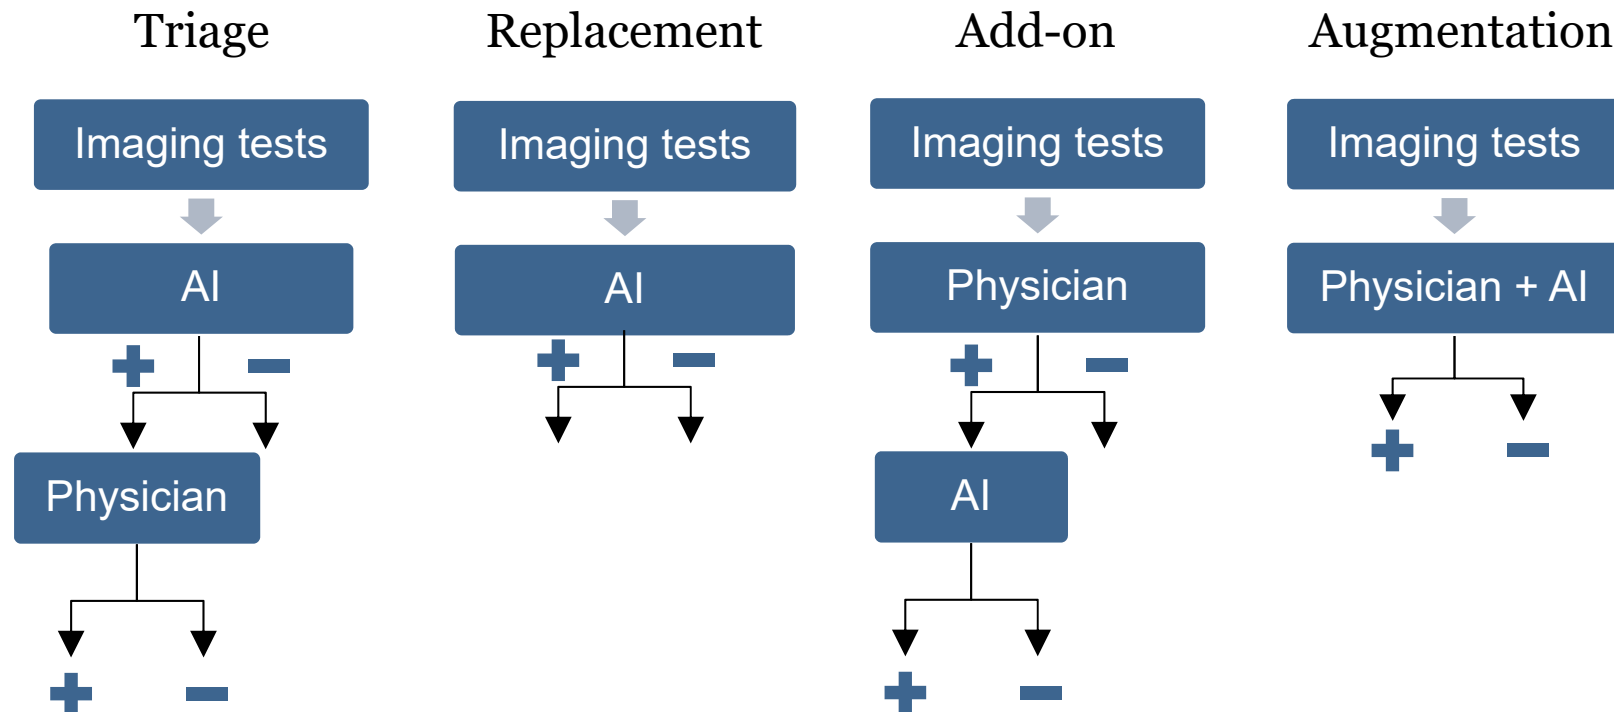 Triage
Replacement
Add-on
Augmentation
Imaging tests
Imaging tests
Imaging tests
Imaging tests
AI
AI
Physician
Physician + AI
+ −
+ −
+ −
+ −
Physician
AI
+ −
+ −